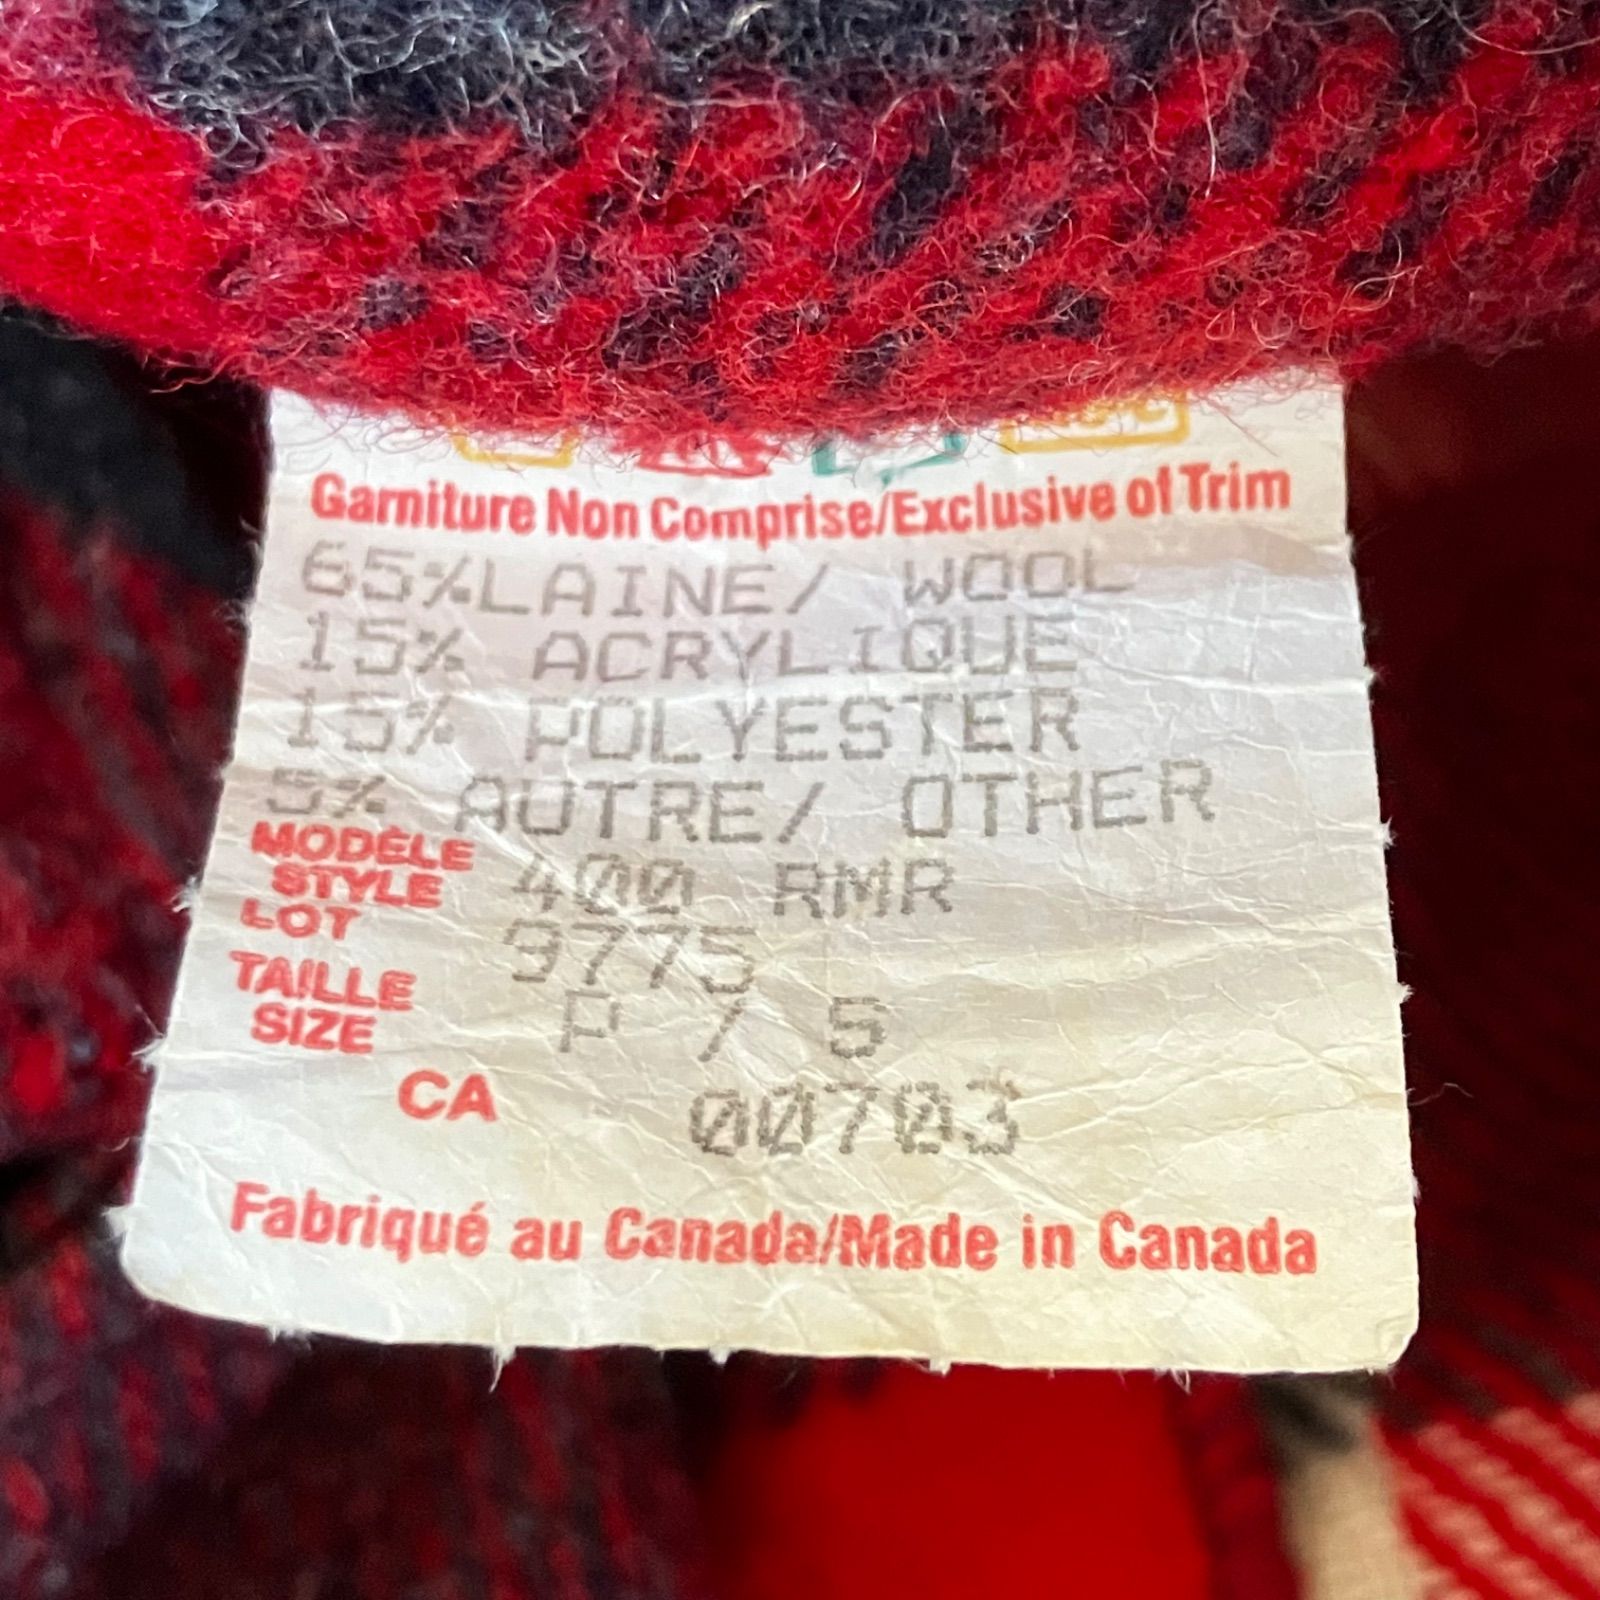 Garniture Non Comprise/Exclusive of Trim
65%LAINE/ WOOL
15% ACRYLIQUE
15% POLYESTER
5% AUTRE/ OTHER
MODÈLE
STYLE 400 RMR
LOT 9775
TAILLE
SIZE P / S
CA 00703
Fabriqué au Canada/Made in Canada